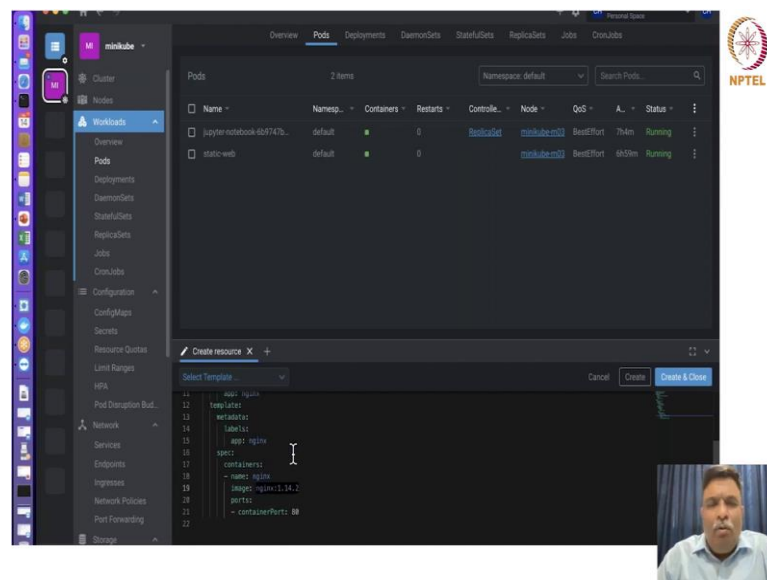 Personal Space
NPTEL
MI minikube
Overview Pods Deployments DaemonSets StatefulSets ReplicaSets Jobs CronJobs
Cluster
Nodes
Workloads
Overview
Pods
Deployments
DaemonSets
StatefulSets
ReplicaSets
Jobs
CronJobs
Configuration
ConfigMaps
Secrets
Resource Quotas
Limit Ranges
HPA
Pod Disruption Bud...
Network
Services
Endpoints
Ingresses
Network Policies
Port Forwarding
Storage
MI
Pods 2 items Namespace: default Search Pods...
Name Namesp... Containers Restarts Controlle... Node QoS A... Status
jupyter-notebook-6b9747b... default 0 ReplicaSet minikube-m03 BestEffort 7h4m Running
static-web default 0 minikube-m03 BestEffort 6h59m Running
Create resource X +
Select Template ... Cancel Create Create & Close
11 app: nginx
12 template:
13 metadata:
14 labels:
15 app: nginx
16 spec:
17 containers:
18 - name: nginx
19 image: nginx:1.14.2
20 ports:
21 - containerPort: 80
22